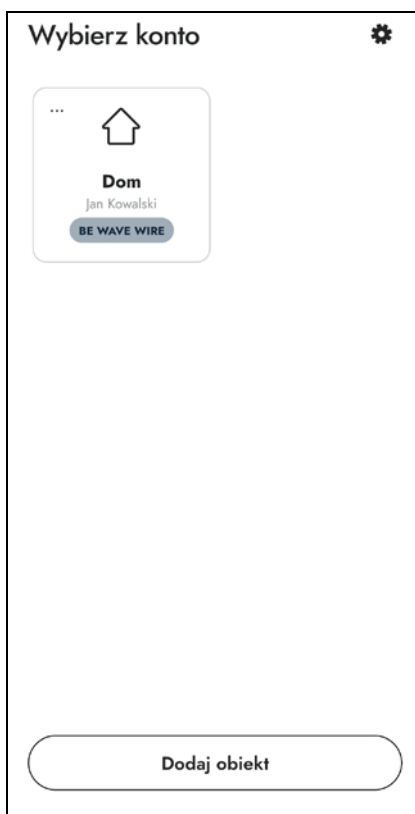 Wybierz konto
...
Dom
Jan Kowalski
BE WAVE WIRE
Dodaj obiekt